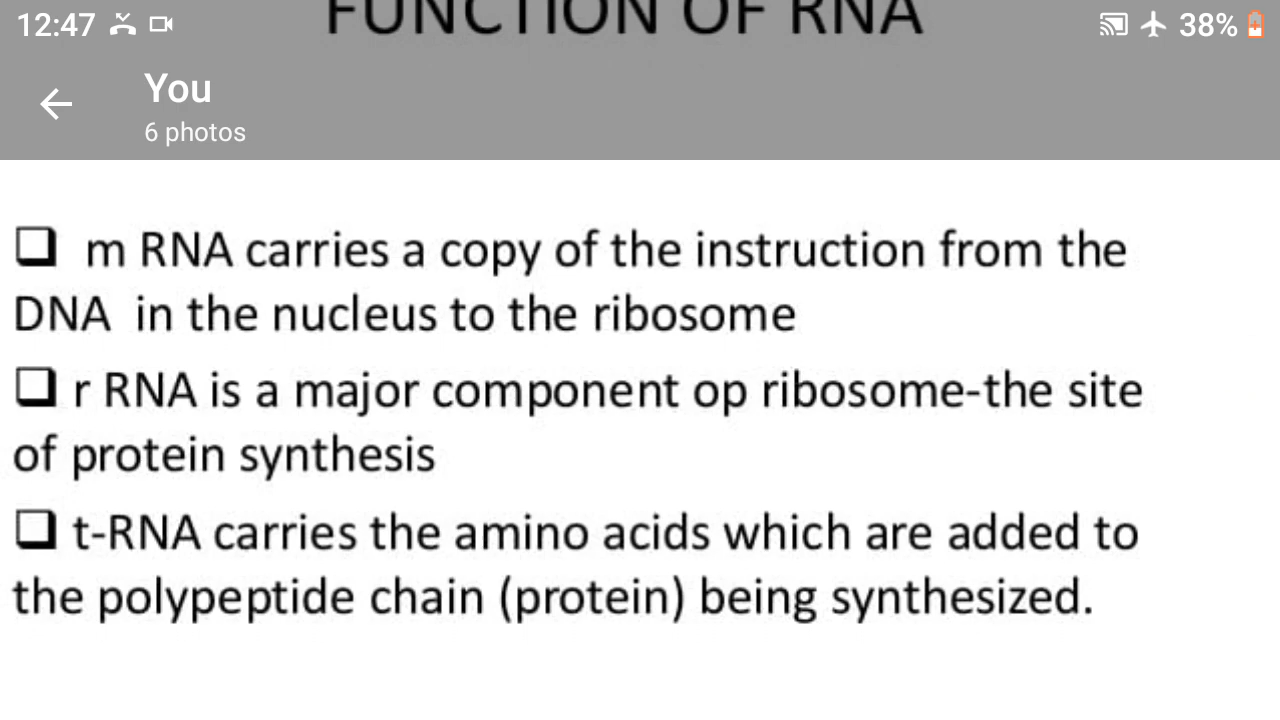 FUNCTION OF RNA
12:47 38%
You
6 photos
❑ m RNA carries a copy of the instruction from the
DNA in the nucleus to the ribosome
❑ r RNA is a major component op ribosome-the site
of protein synthesis
❑ t-RNA carries the amino acids which are added to
the polypeptide chain (protein) being synthesized.